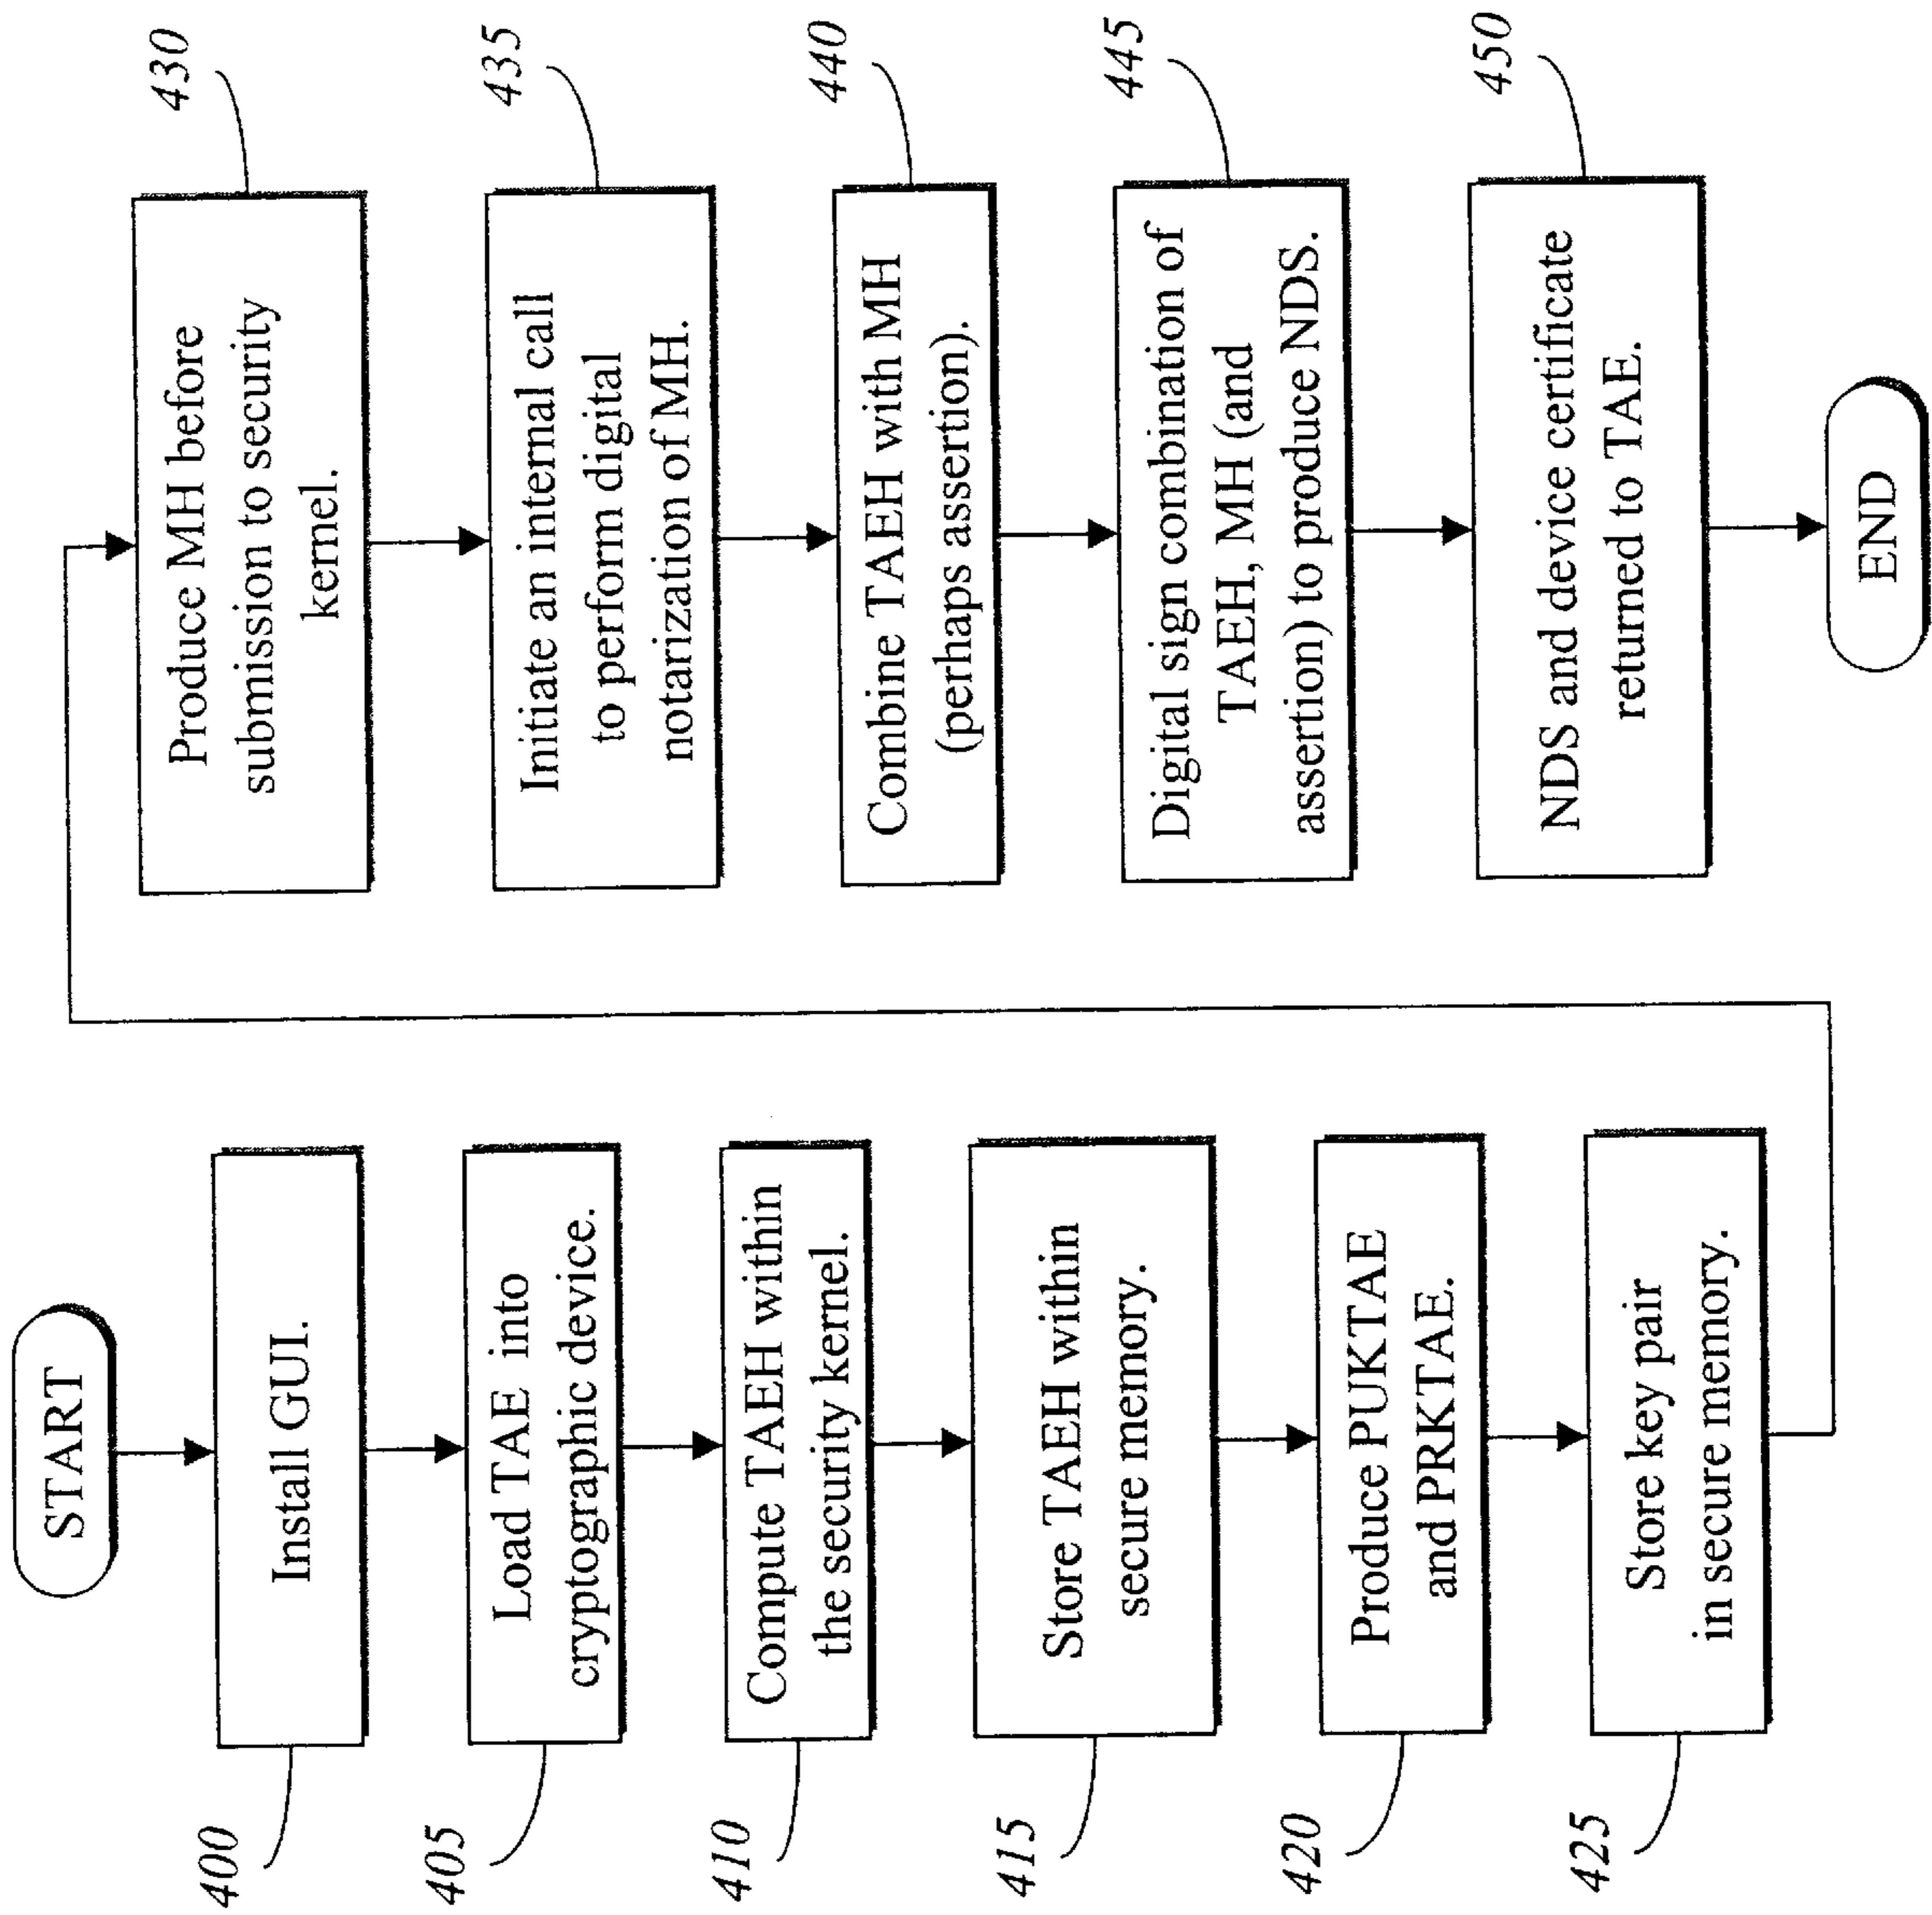 START
400
Install GUI.
405
Load TAE into
cryptographic device.
410
Compute TAEH within
the security kernel.
415
Store TAEH within
secure memory.
420
Produce PUKTAE
and PRKTAE.
425
Store key pair
in secure memory.
430
Produce MH before
submission to security
kernel.
435
Initiate an internal call
to perform digital
notarization of MH.
440
Combine TAEH with MH
(perhaps assertion).
445
Digital sign combination of
TAEH, MH (and
assertion) to produce NDS.
450
NDS and device certificate
returned to TAE.
END